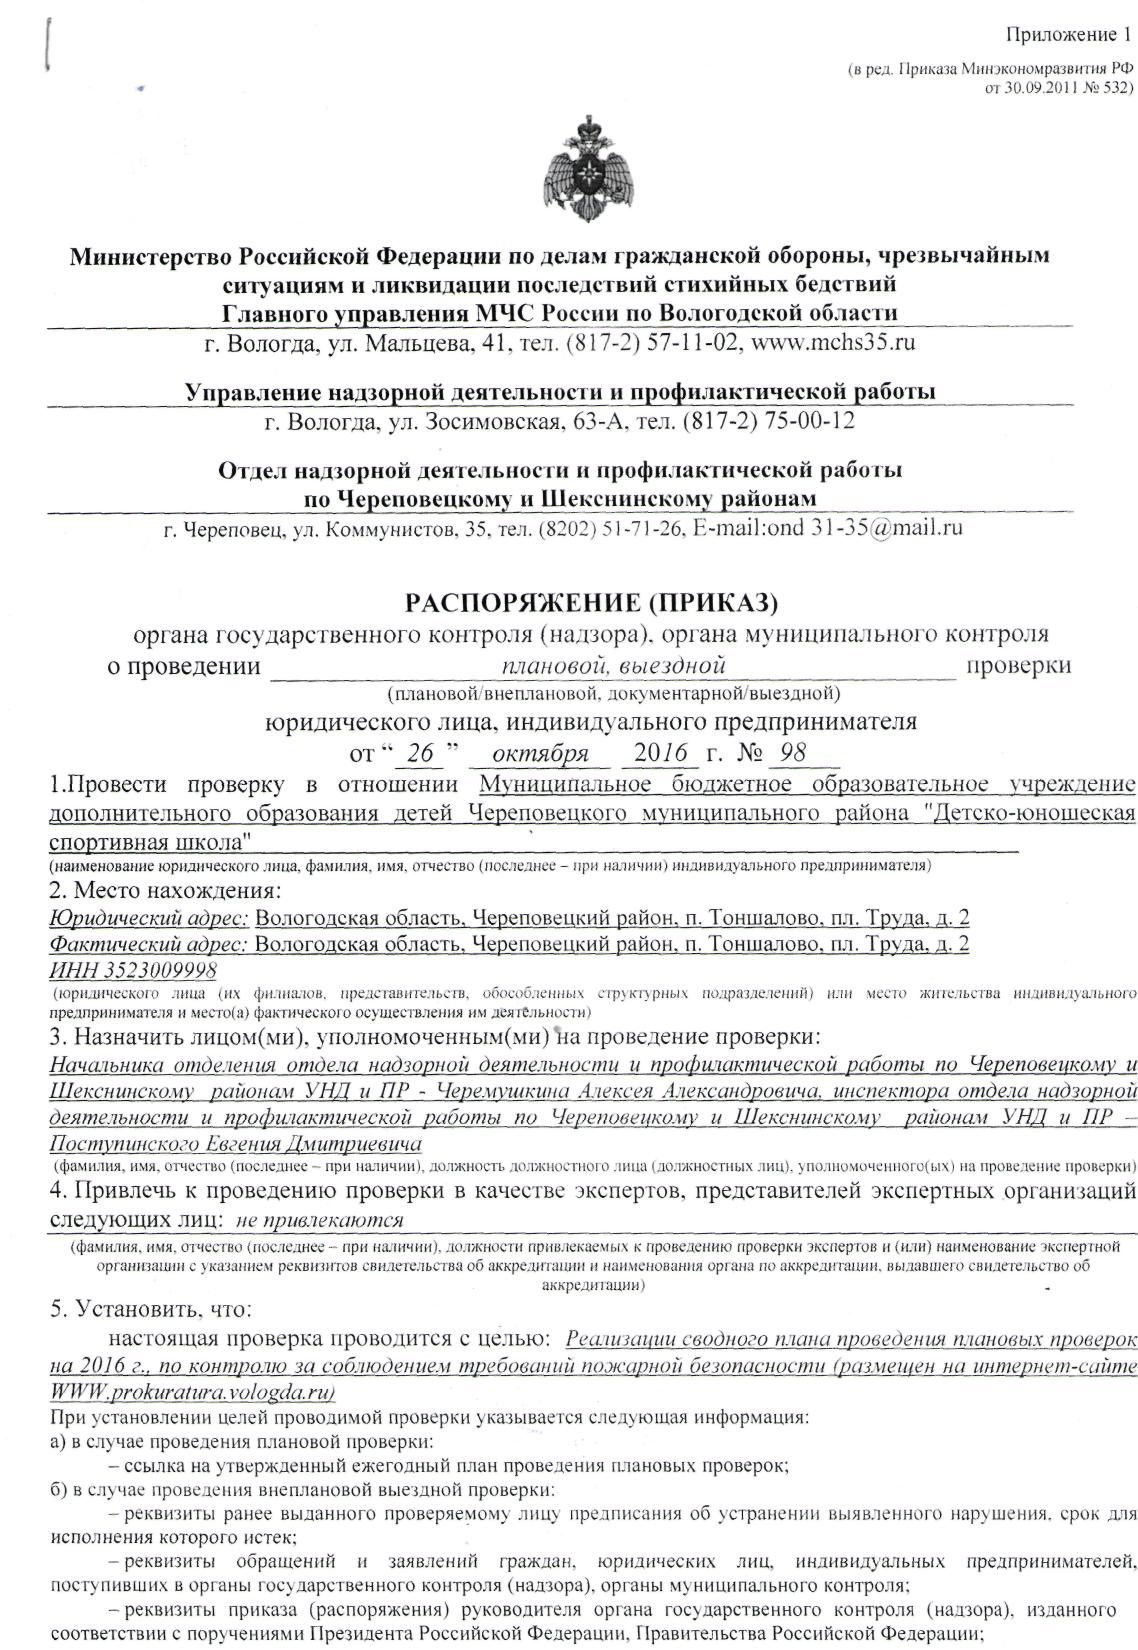 Приложение 1
(в ред. Приказа Минэкономразвития РФ
от 30.09.2011 № 532)
Министерство Российской Федерации по делам гражданской обороны, чрезвычайным
ситуациям и ликвидации последствий стихийных бедствий
Главного управления МЧС России по Вологодской области
г. Вологда, ул. Мальцева, 41, тел. (817-2) 57-11-02, www.mchs35.ru
Управление надзорной деятельности и профилактической работы
г. Вологда, ул. Зосимовская, 63-А, тел. (817-2) 75-00-12
Отдел надзорной деятельности и профилактической работы
по Череповецкому и Шекснинскому районам
г. Череповец, ул. Коммунистов, 35, тел. (8202) 51-71-26, E-mail:ond 31-35@mail.ru
РАСПОРЯЖЕНИЕ (ПРИКАЗ)
органа государственного контроля (надзора), органа муниципального контроля
о проведении плановой, выездной проверки
(плановой/внеплановой, документарной/выездной)
юридического лица, индивидуального предпринимателя
от “ 26 ” октября 2016 г. № 98
1.Провести проверку в отношении Муниципальное бюджетное образовательное учреждение
дополнительного образования детей Череповецкого муниципального района "Детско-юношеская
спортивная школа"
(наименование юридического лица, фамилия, имя, отчество (последнее – при наличии) индивидуального предпринимателя)
2. Место нахождения:
Юридический адрес: Вологодская область, Череповецкий район, п. Тоншалово, пл. Труда, д. 2
Фактический адрес: Вологодская область, Череповецкий район, п. Тоншалово, пл. Труда, д. 2
ИНН 3523009998
(юридического лица (их филиалов, представительств, обособленных структурных подразделений) или место жительства индивидуального
предпринимателя и место(а) фактического осуществления им деятельности)
3. Назначить лицом(ми), уполномоченным(ми) на проведение проверки:
Начальника отделения отдела надзорной деятельности и профилактической работы по Череповецкому и
Шекснинскому районам УНД и ПР - Черемушкина Алексея Александровича, инспектора отдела надзорной
деятельности и профилактической работы по Череповецкому и Шекснинскому районам УНД и ПР –
Поступинского Евгения Дмитриевича
(фамилия, имя, отчество (последнее – при наличии), должность должностного лица (должностных лиц), уполномоченного(ых) на проведение проверки)
4. Привлечь к проведению проверки в качестве экспертов, представителей экспертных организаций
следующих лиц: не привлекаются
(фамилия, имя, отчество (последнее – при наличии), должности привлекаемых к проведению проверки экспертов и (или) наименование экспертной
организации с указанием реквизитов свидетельства об аккредитации и наименования органа по аккредитации, выдавшего свидетельство об
аккредитации)
5. Установить, что:
настоящая проверка проводится с целью: Реализации сводного плана проведения плановых проверок
на 2016 г., по контролю за соблюдением требований пожарной безопасности (размещен на интернет-сайте
WWW.prokuratura.vologda.ru)
При установлении целей проводимой проверки указывается следующая информация:
а) в случае проведения плановой проверки:
– ссылка на утвержденный ежегодный план проведения плановых проверок;
б) в случае проведения внеплановой выездной проверки:
– реквизиты ранее выданного проверяемому лицу предписания об устранении выявленного нарушения, срок для
исполнения которого истек;
– реквизиты обращений и заявлений граждан, юридических лиц, индивидуальных предпринимателей,
поступивших в органы государственного контроля (надзора), органы муниципального контроля;
– реквизиты приказа (распоряжения) руководителя органа государственного контроля (надзора), изданного
соответствии с поручениями Президента Российской Федерации, Правительства Российской Федерации;